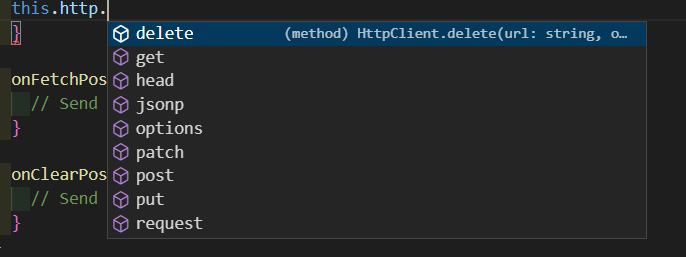 this.http.
delete (method) HttpClient.delete(url: string, o…
}
get
onFetchPos
head
// Send
jsonp
}
options
patch
onClearPos
post
// Send
put
}
request